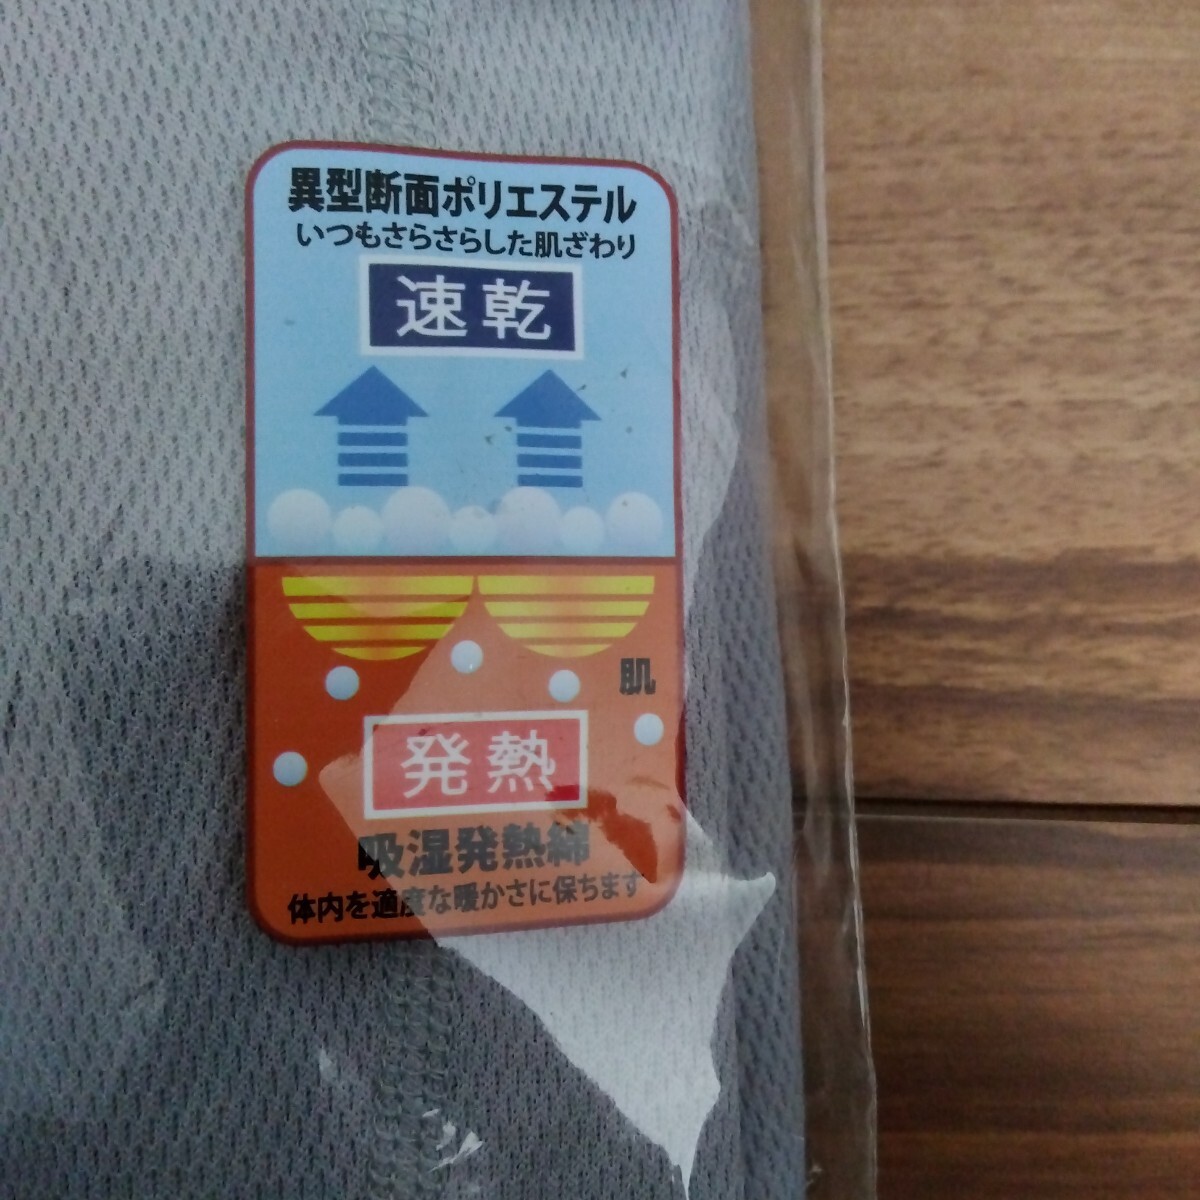 異型断面ポリエステル
いつもさらさらした肌ざわり
速乾
肌
発熱
吸湿発熱綿
体内を適度な暖かさに保ちます